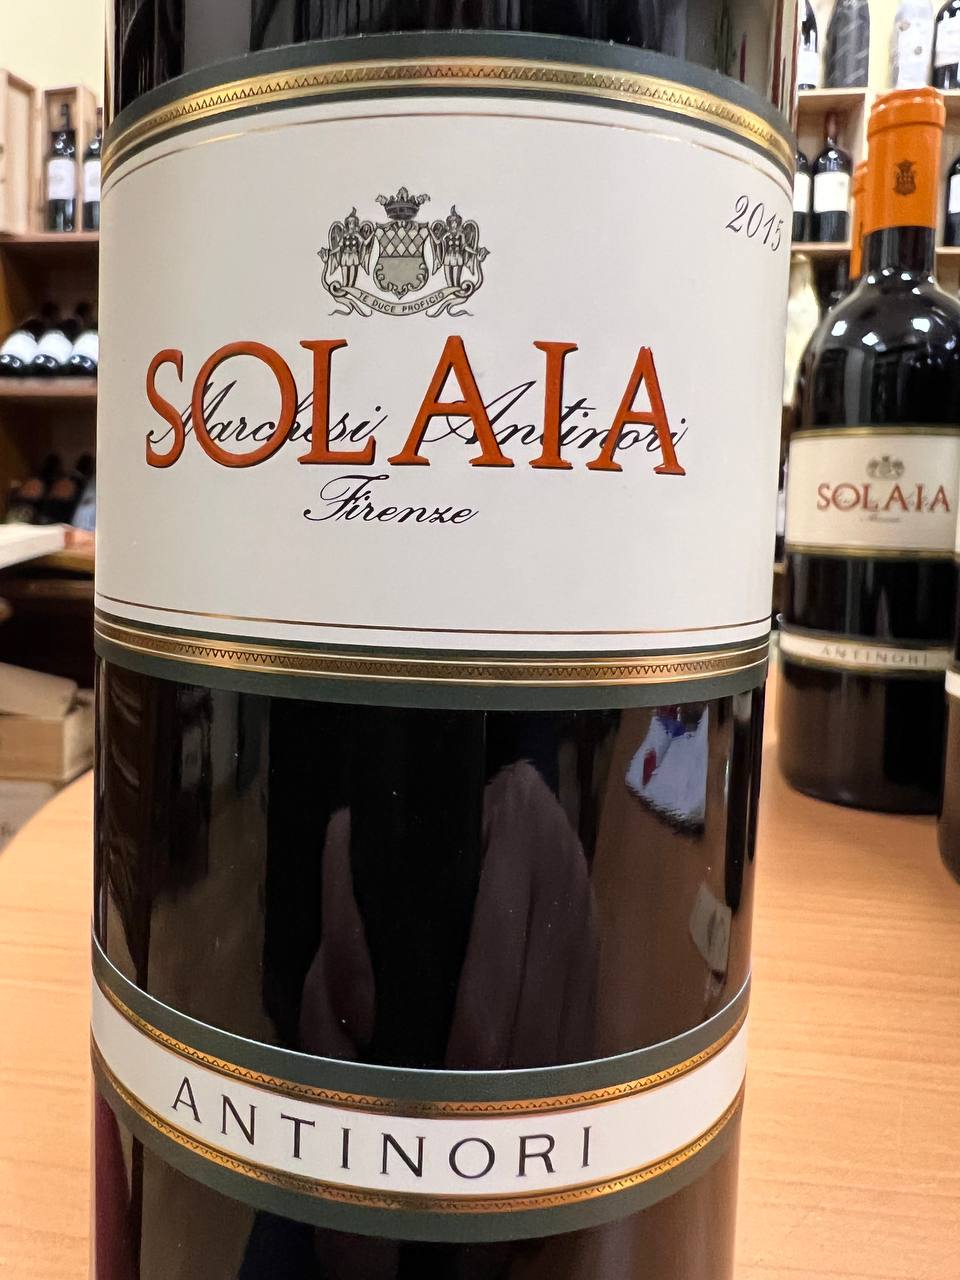 2015
TE DUCE PROFICIO
SOLAIA
Marchesi Antinori
Firenze
ANTINORI
SOLAIA
ANTINORI